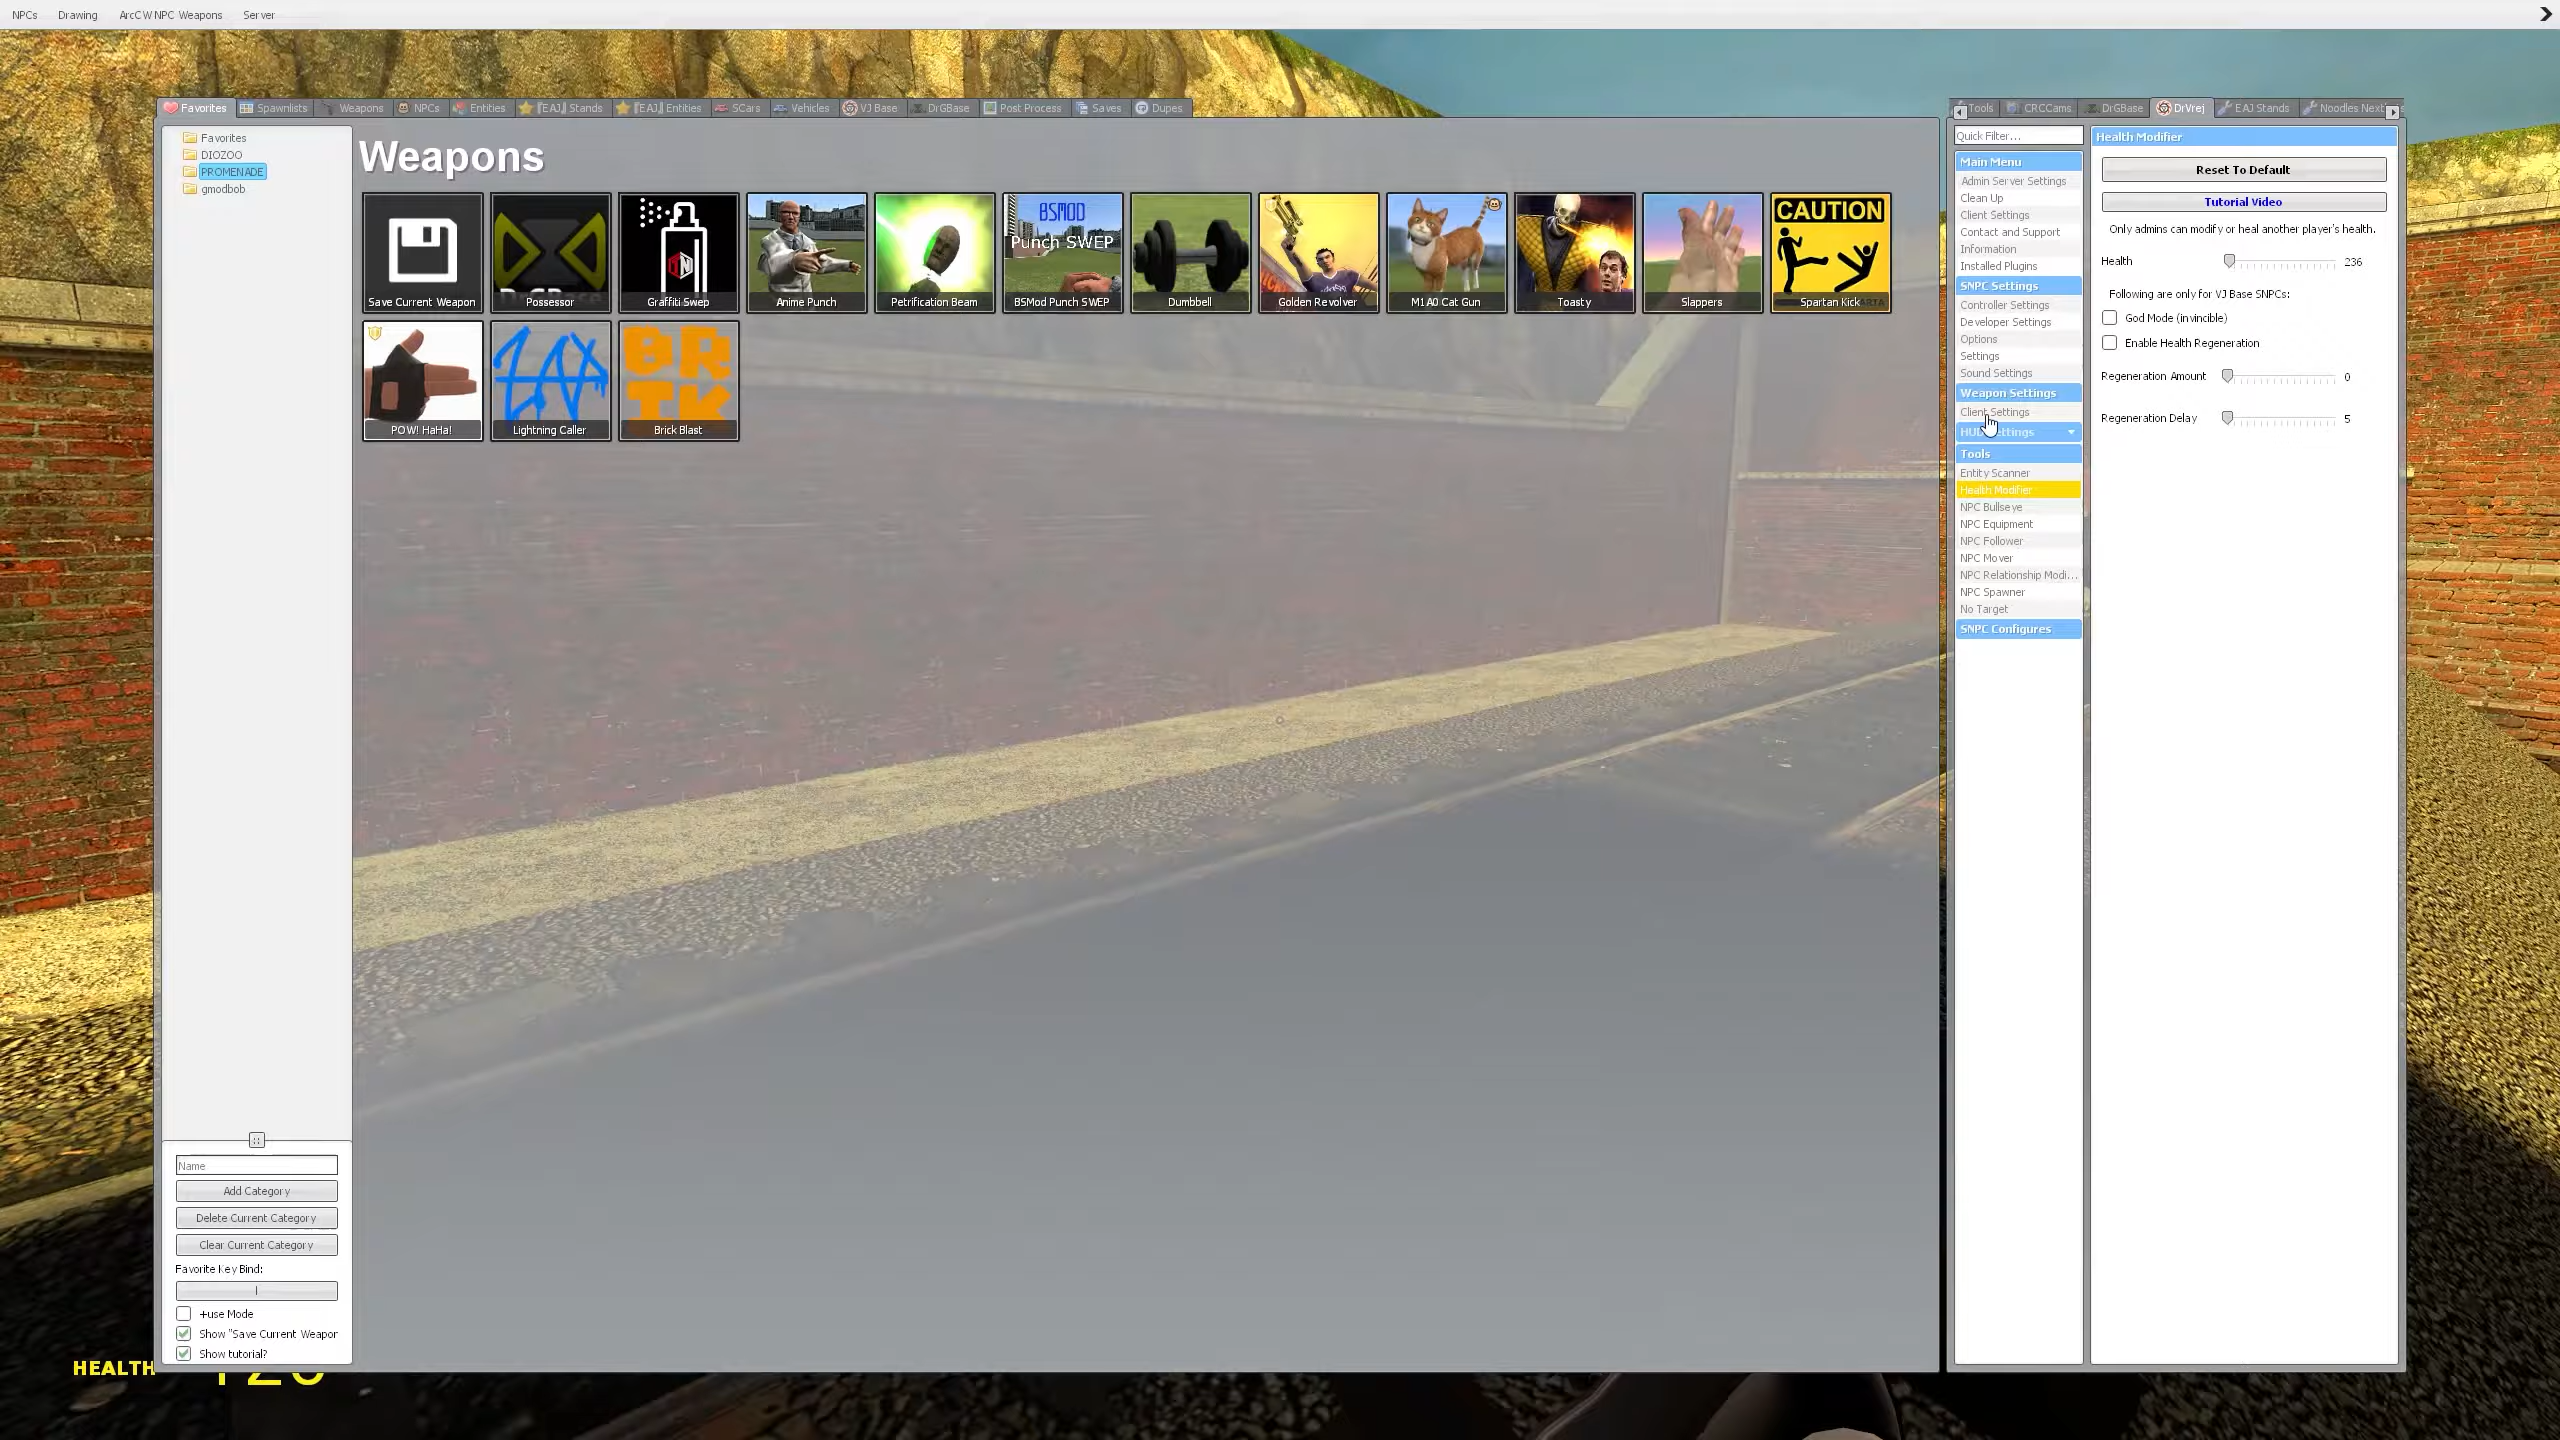 NPCs Drawing ArcCW NPC Weapons Server
Favorites Spawnlists Weapons NPCs Entities 『EAJ』Stands 『EAJ』Entities SCars Vehicles VJ Base DrGBase Post Process Saves Dupes
Favorites
DIOZOO
PROMENADE
gmodbob
Weapons
Save Current Weapon
Possessor
Graffiti Swep
Anime Punch
Petrification Beam
BSMOD
Punch SWEP
BSMod Punch SWEP
Dumbbell
Golden Revolver
M1A0 Cat Gun
Toasty
Slappers
CAUTION
Spartan Kick
POW! HaHa!
Lightning Caller
BR
IK
Brick Blast
Name
Add Category
Delete Current Category
Clear Current Category
Favorite Key Bind:
I
+use Mode
Show "Save Current Weapon
Show tutorial?
HEALTH
Tools CRCCams DrGBase DrVrej EAJ Stands Noodles Next
Quick Filter...
Main Menu
Admin Server Settings
Clean Up
Client Settings
Contact and Support
Information
Installed Plugins
SNPC Settings
Controller Settings
Developer Settings
Options
Settings
Sound Settings
Weapon Settings
Client Settings
HUD Settings
Tools
Entity Scanner
Health Modifier
NPC Bullseye
NPC Equipment
NPC Follower
NPC Mover
NPC Relationship Modi...
NPC Spawner
No Target
SNPC Configures
Health Modifier
Reset To Default
Tutorial Video
Only admins can modify or heal another player's health.
Health 236
Following are only for VJ Base SNPCs:
God Mode (invincible)
Enable Health Regeneration
Regeneration Amount 0
Regeneration Delay 5